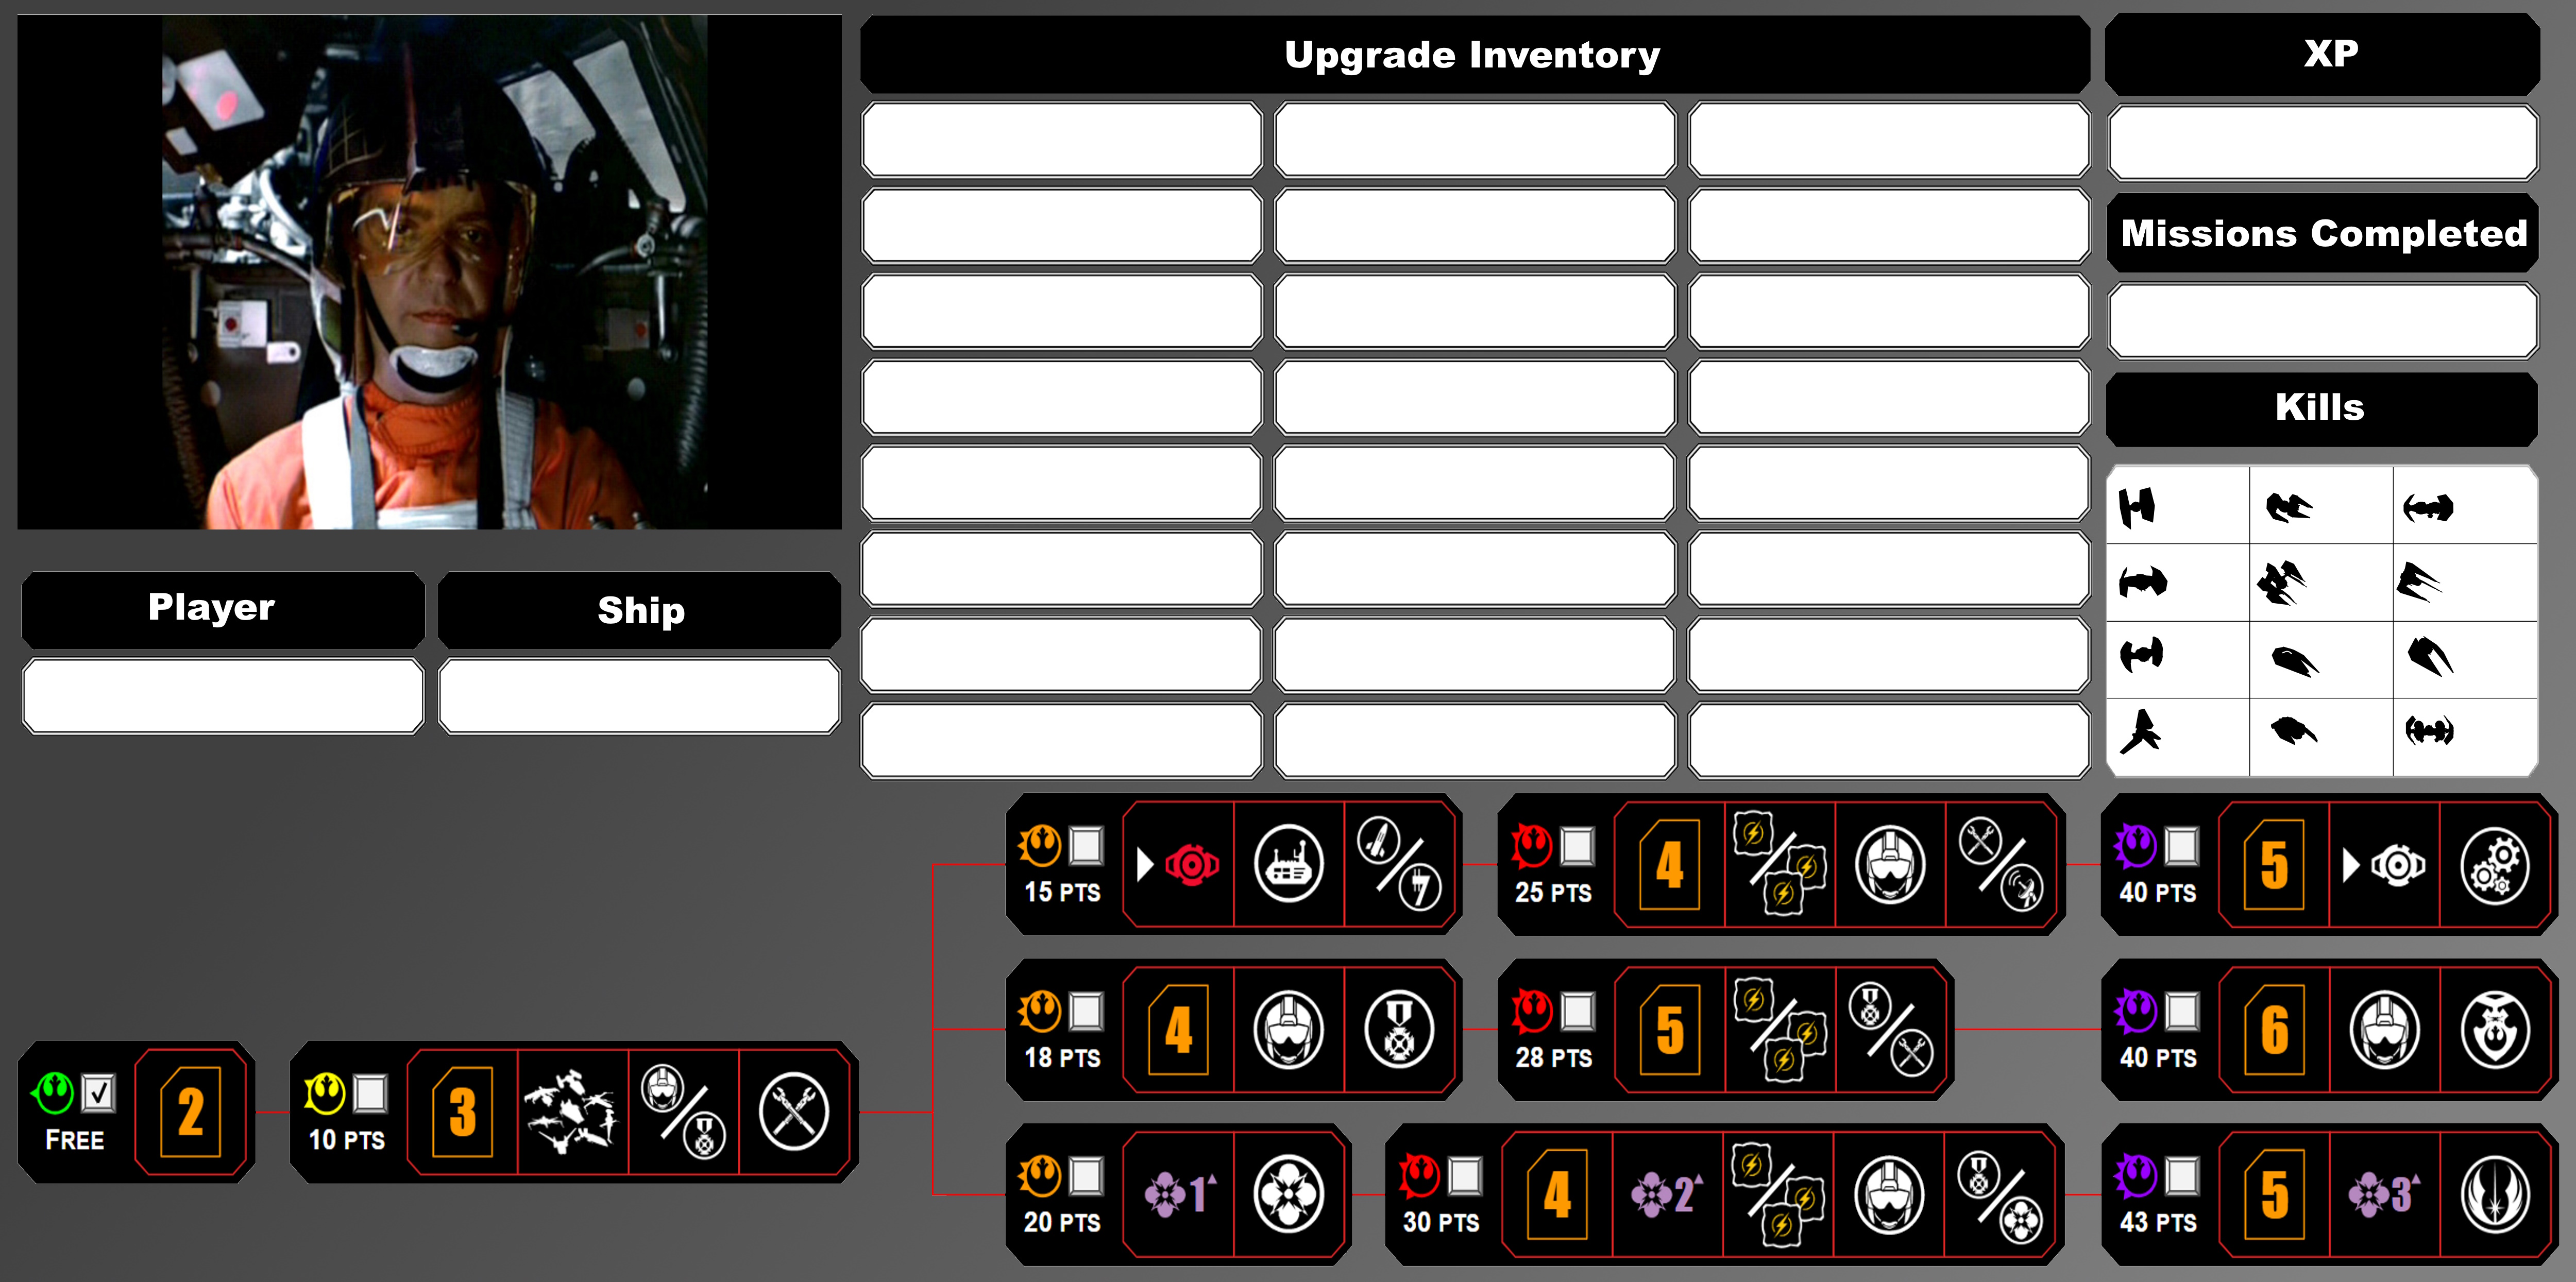 Upgrade Inventory
XP
Missions Completed
Kills
Player
Ship
15 PTS
25 PTS
4
40 PTS
5
18 PTS
4
28 PTS
5
40 PTS
6
FREE
2
10 PTS
3
20 PTS
1
30 PTS
4
2
43 PTS
5
3